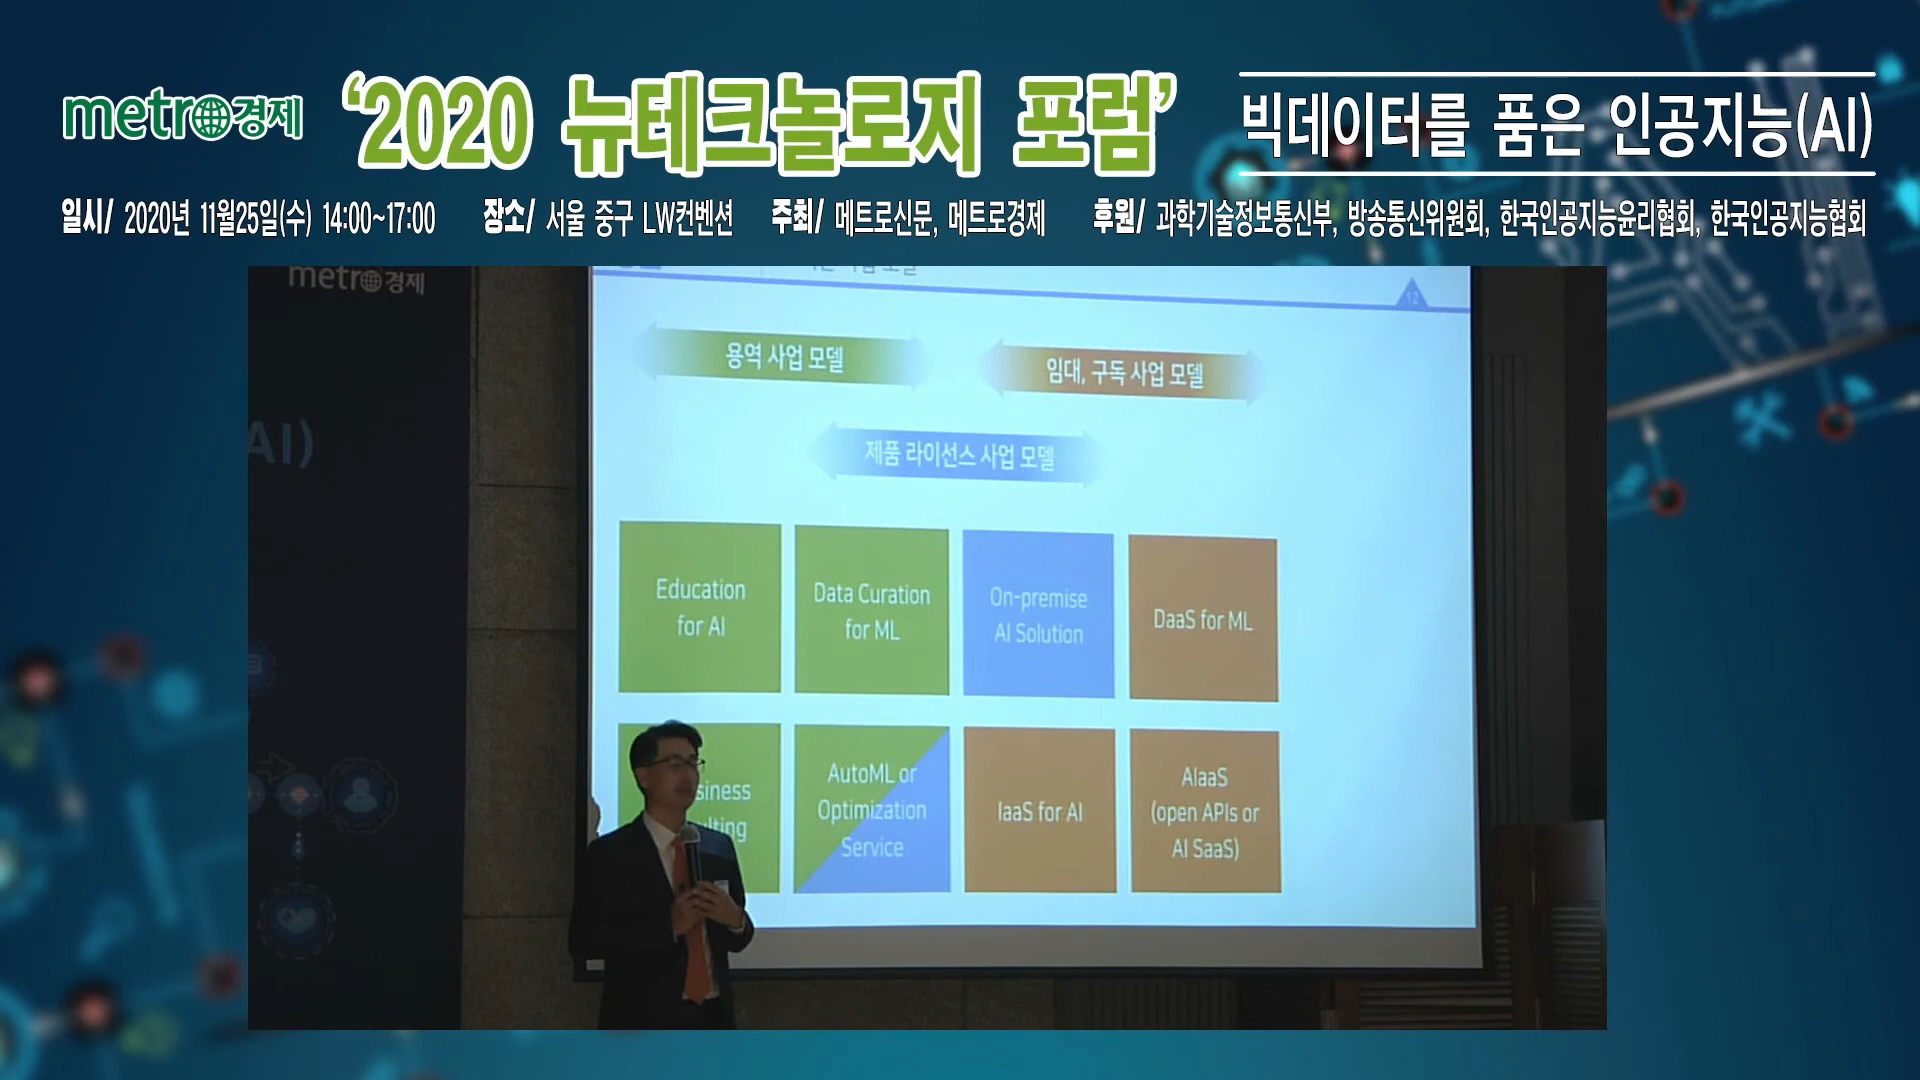 metro경제
'2020 뉴테크놀로지 포럼'
빅데이터를 품은 인공지능(AI)
일시/ 2020년 11월25일(수) 14:00~17:00
장소/ 서울 중구 LW컨벤션
주최/ 메트로신문, 메트로경제
후원/ 과학기술정보통신부, 방송통신위원회, 한국인공지능윤리협회, 한국인공지능협회
metro경제
AI)
12
용역 사업 모델
임대, 구독 사업 모델
제품 라이선스 사업 모델
Education
for AI
Data Curation
for ML
On-premise
AI Solution
DaaS for ML
AutoML or
Optimization
Service
IaaS for AI
AIaaS
(open APIs or
AI SaaS)